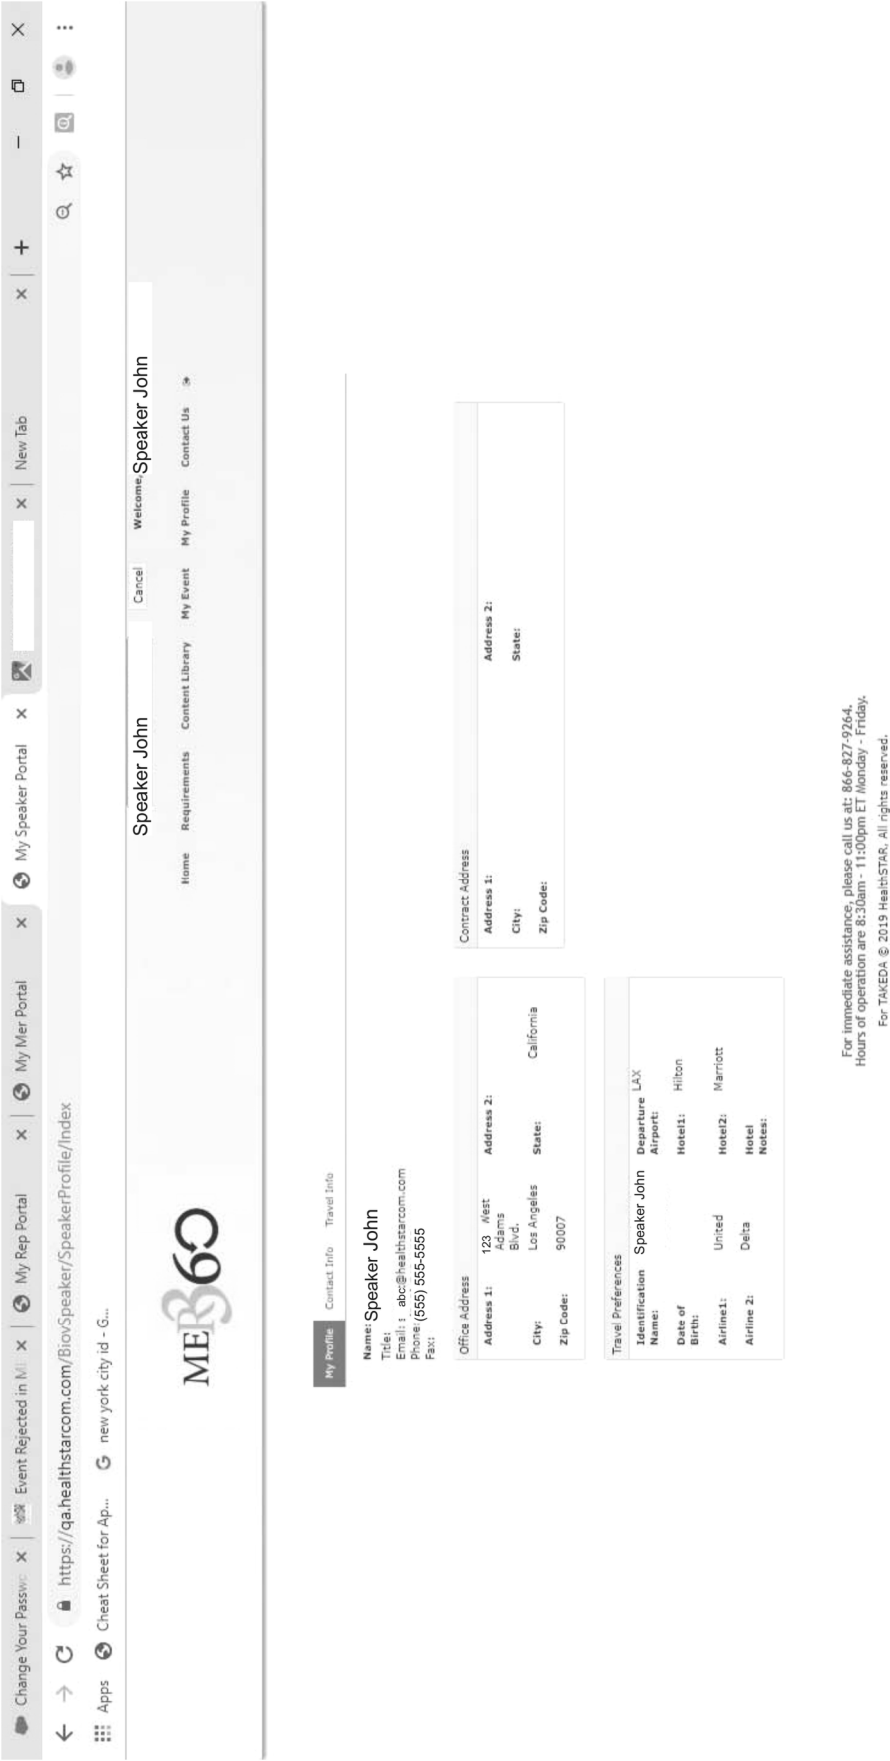 Change Your Passwo
Event Rejected in Mi
My Rep Portal
My Mer Portal
My Speaker Portal
New Tab
https://qa.healthstarcom.com/BiovSpeaker/SpeakerProfile/Index
Apps
Cheat Sheet for Ap...
new york city id - G...
Speaker John
Cancel
Welcome, Speaker John
MER360
Home Requirements Content Library My Event My Profile Contact Us
My Profile Contact Info Travel Info
Name: Speaker John
Title:
Email: abc@healthstarcom.com
Phone: (555) 555-5555
Fax:
Office Address
Address 1: 123 West Adams Blvd. Address 2:
City: Los Angeles State: California
Zip Code: 90007
Contract Address
Address 1: Address 2:
City: State:
Zip Code:
Travel Preferences
Identification Name: Speaker John Departure Airport: LAX
Date of Birth: Hotel1: Hilton
Airline1: United Hotel2: Marriott
Airline 2: Delta Hotel Notes:
For immediate assistance, please call us at: 866-827-9264.
Hours of operation are 8:30am - 11:00pm ET Monday - Friday.
For TAKEDA © 2019 HealthSTAR, All rights reserved.